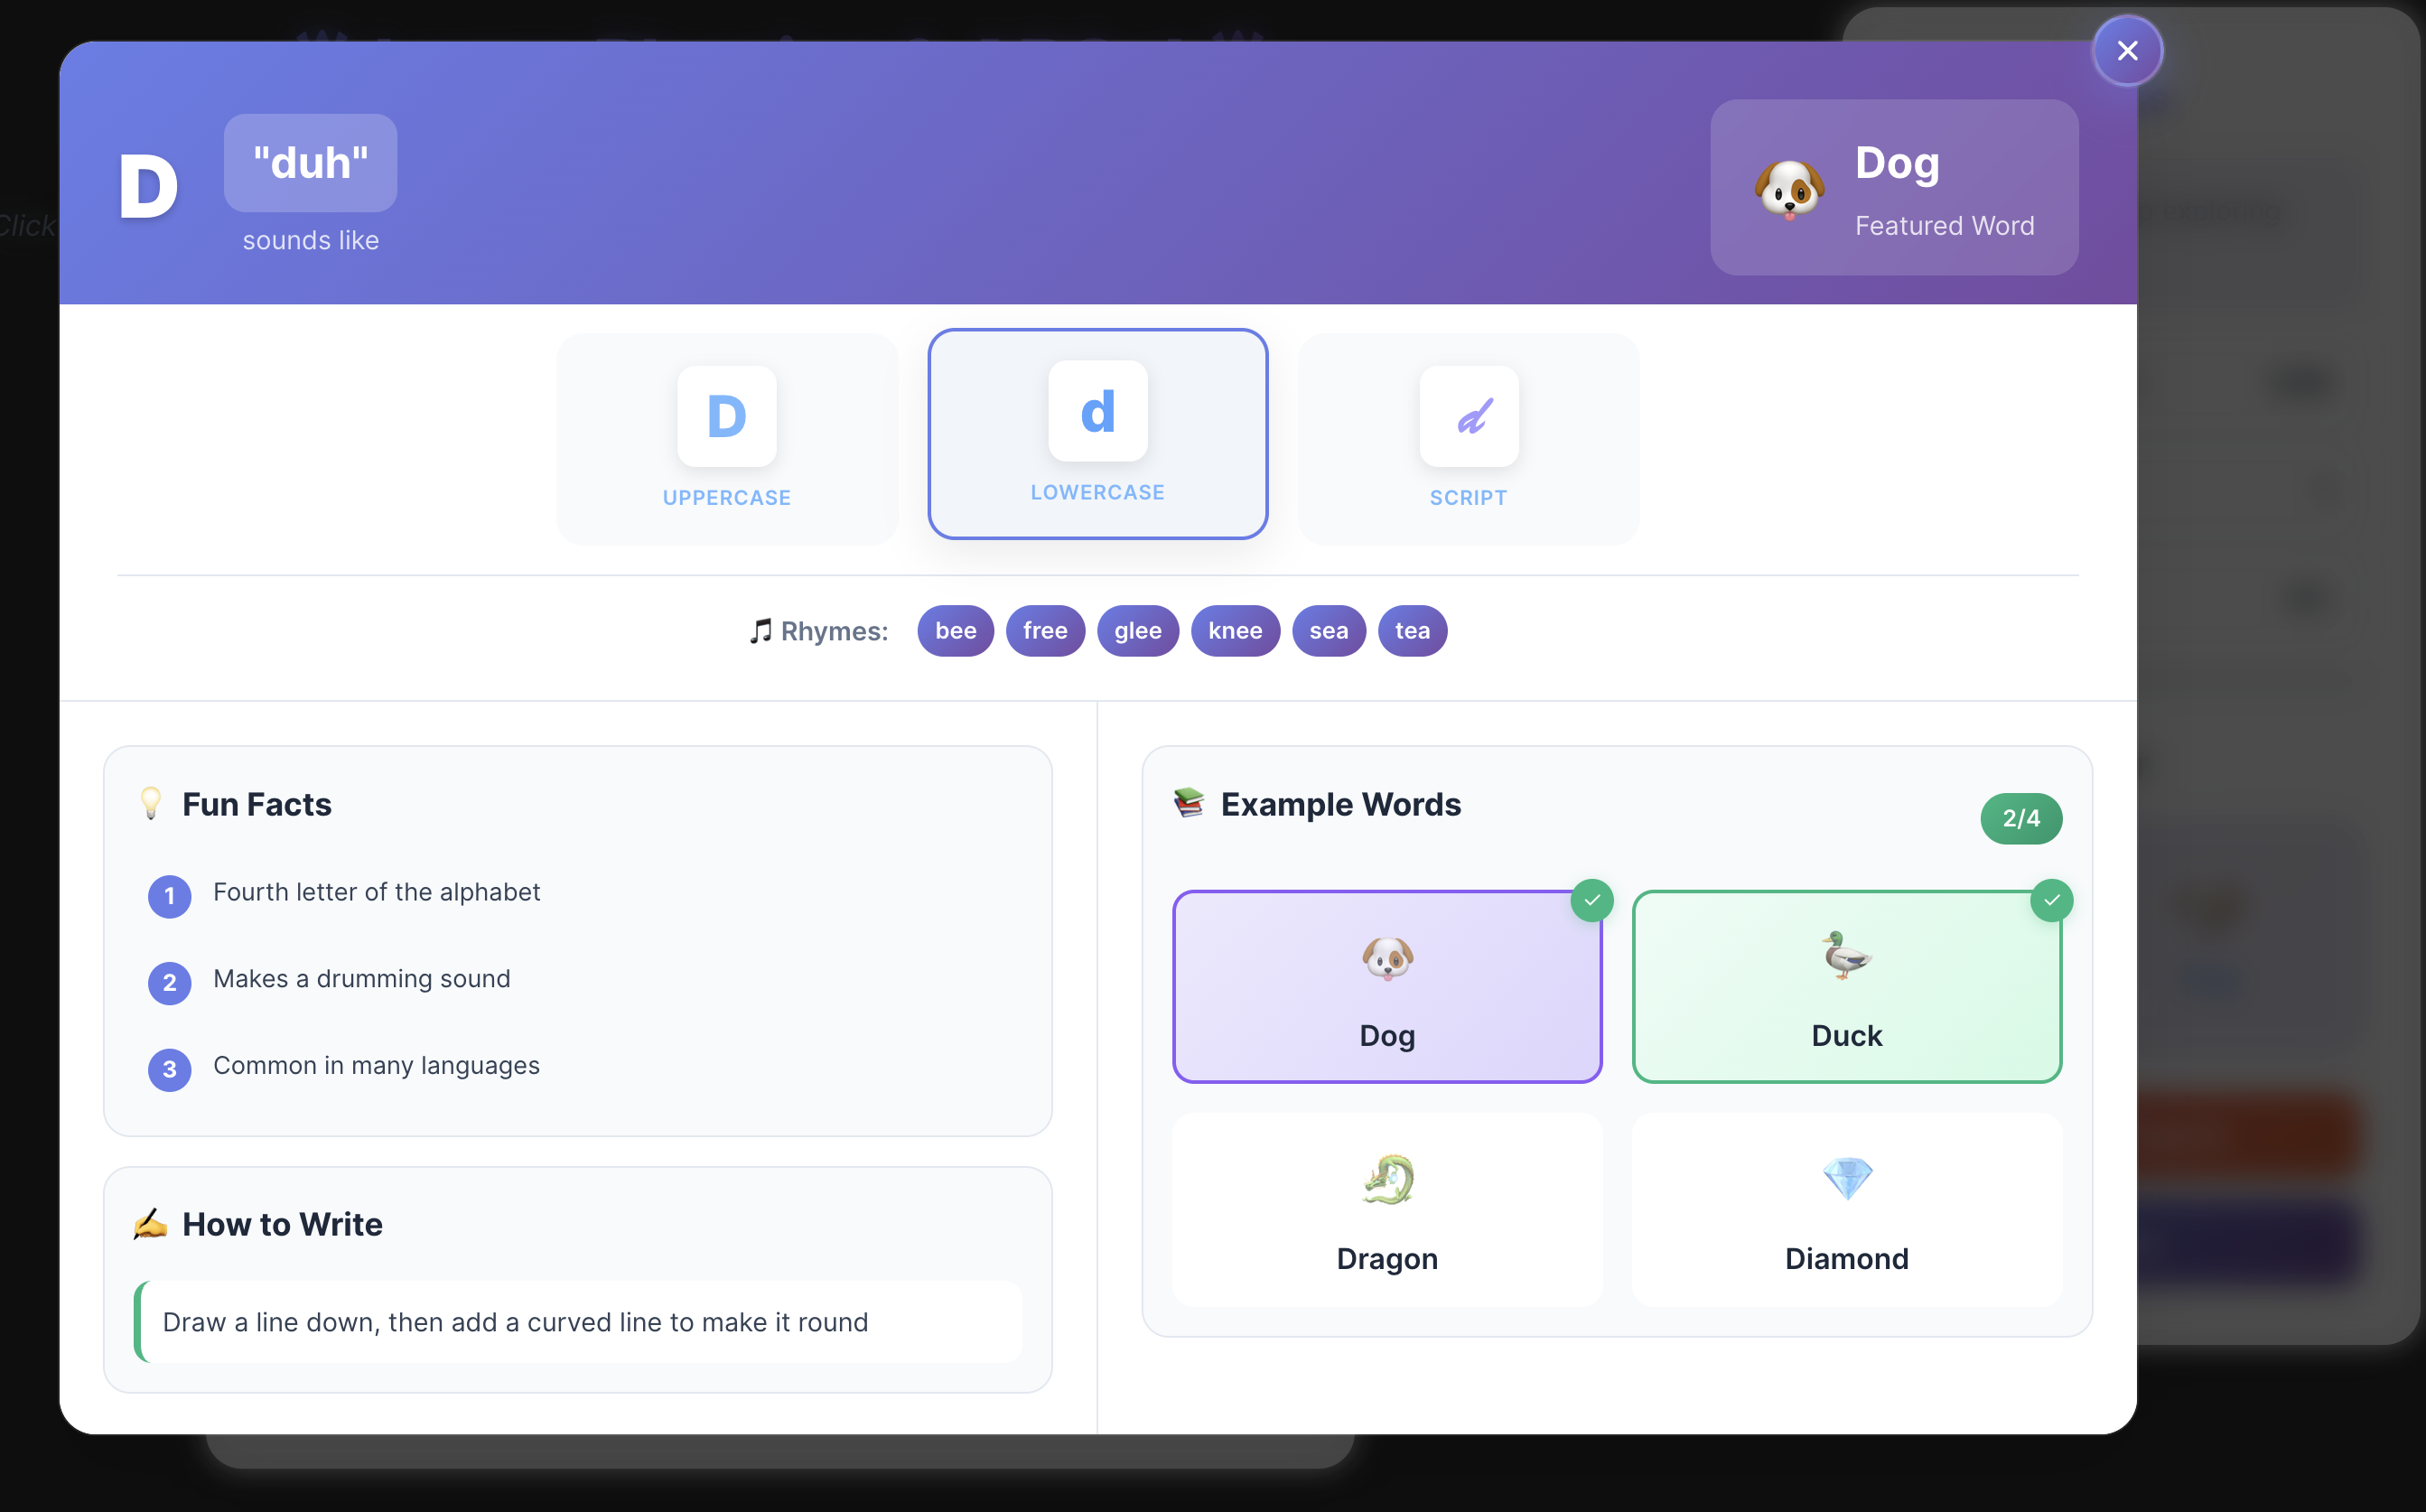 Click
D
"duh"
sounds like
Dog
Featured Word
D
UPPERCASE
d
LOWERCASE
d
SCRIPT
Rhymes: bee free glee knee sea tea
Fun Facts
1 Fourth letter of the alphabet
2 Makes a drumming sound
3 Common in many languages
How to Write
Draw a line down, then add a curved line to make it round
Example Words
2/4
Dog
Duck
Dragon
Diamond